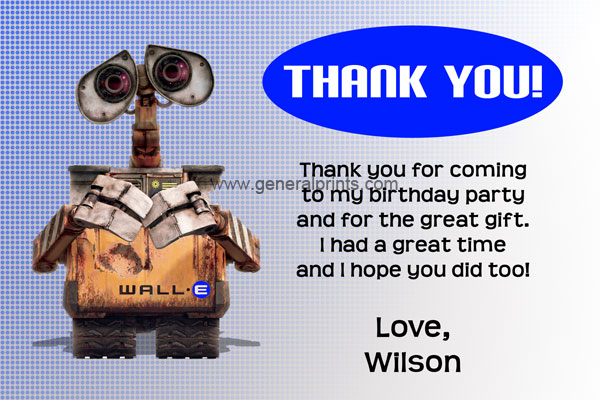 THANK YOU!
Thank you for coming
to my birthday party
and for the great gift.
I had a great time
and I hope you did too!
Love,
Wilson
www.generalprints.com
WALL·E